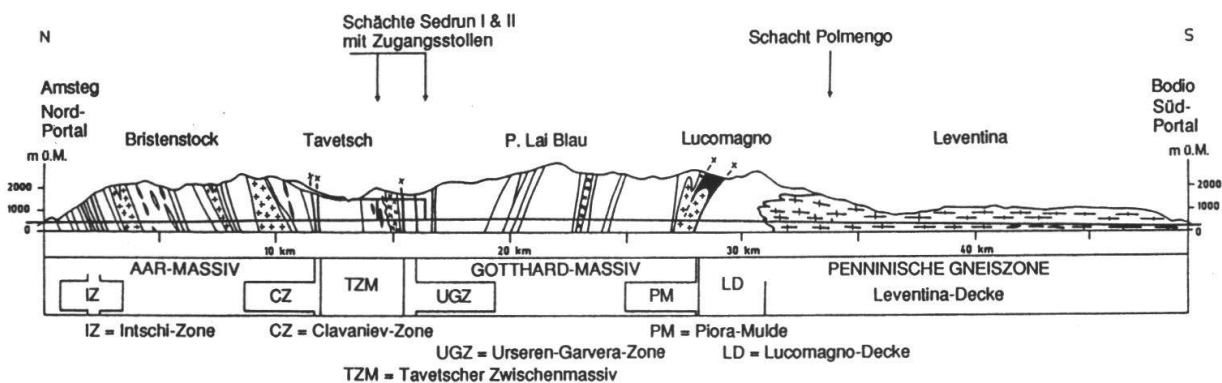 Schächte Sedrun I & II
mit Zugangsstollen
Schacht Polmengo
N
S
Amsteg
Nord-
Portal
Bodio
Süd-
Portal
Bristenstock
Tavetsch
P. Lai Blau
Lucomagno
Leventina
m Ü.M.
m Ü.M.
2000
1000
0
2000
1000
0
10 km
20 km
30 km
40 km
AAR-MASSIV
TZM
GOTTHARD-MASSIV
LD
PENNINISCHE GNEISZONE
IZ
CZ
UGZ
PM
Leventina-Decke
IZ = Intschi-Zone
CZ = Clavaniev-Zone
PM = Piora-Mulde
UGZ = Urseren-Garvera-Zone
LD = Lucomagno-Decke
TZM = Tavetscher Zwischenmassiv